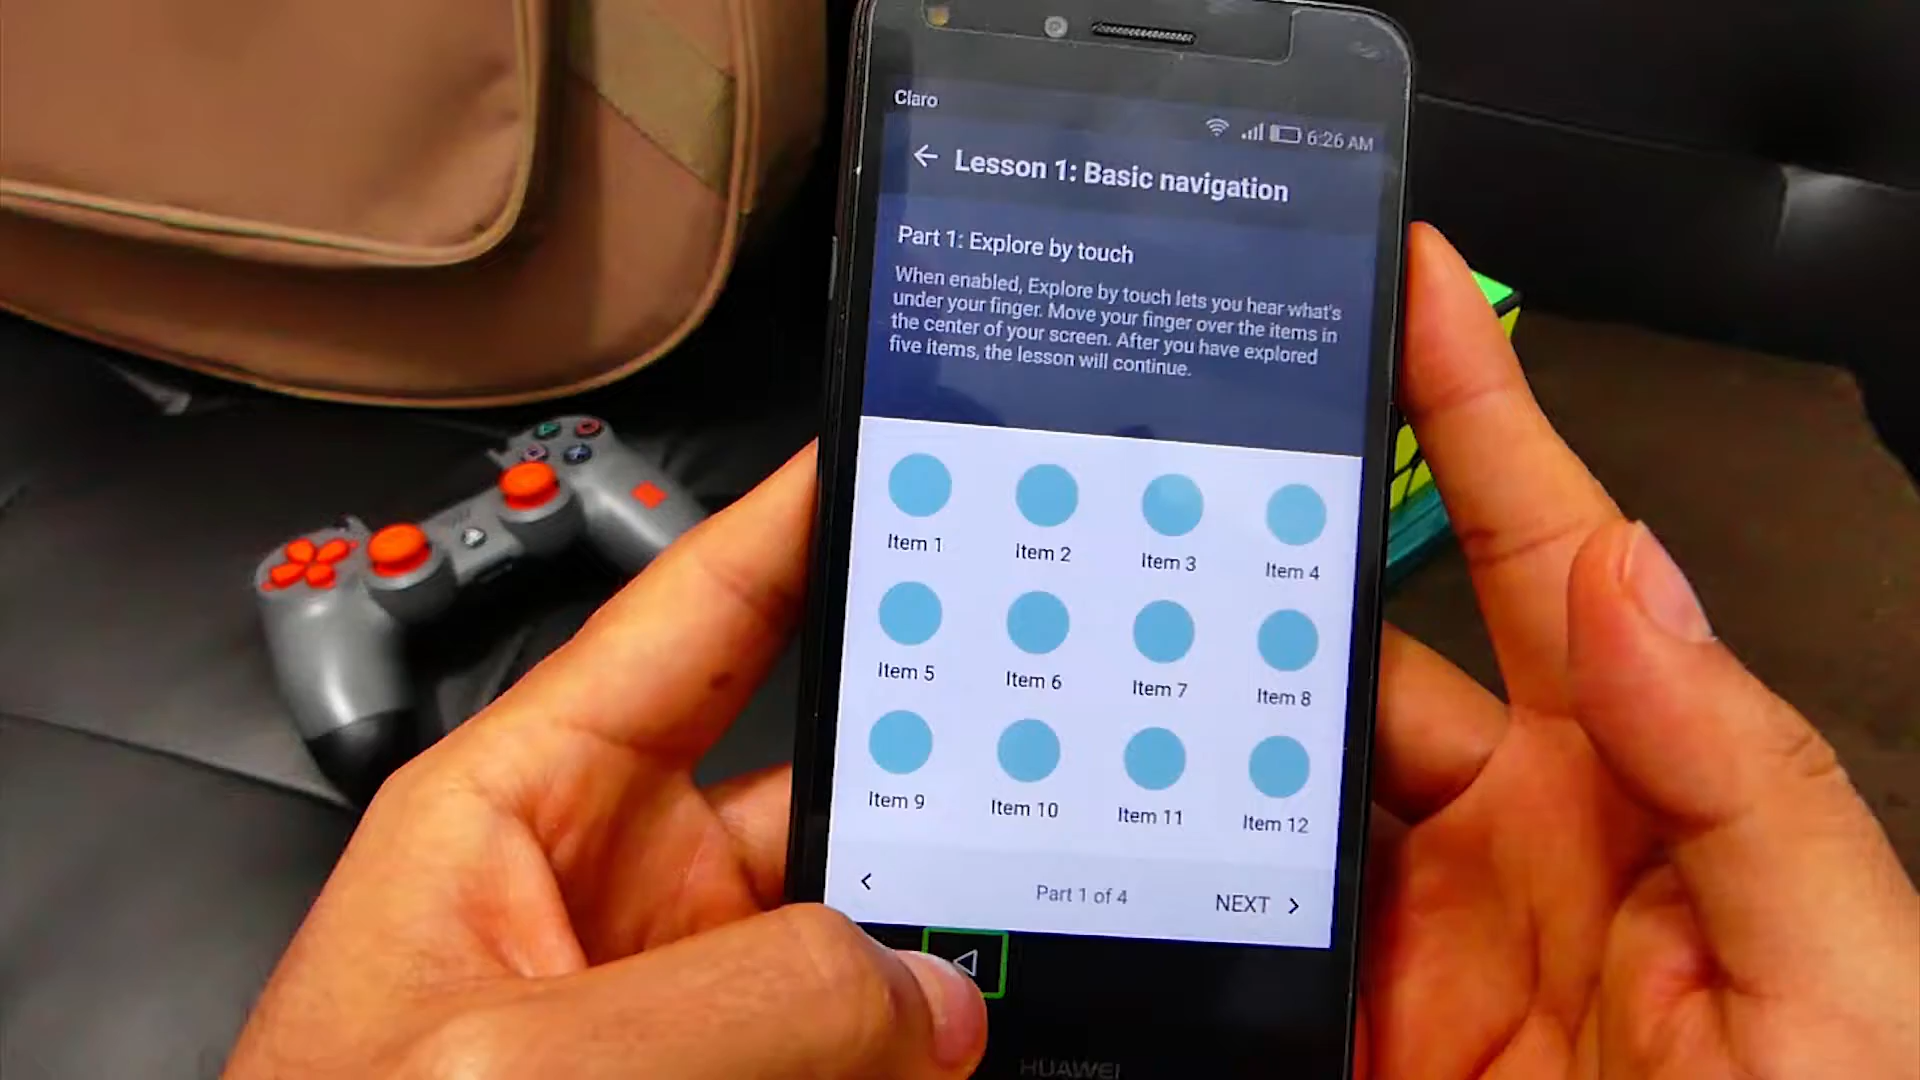 Claro
6:26 AM
Lesson 1: Basic navigation
Part 1: Explore by touch
When enabled, Explore by touch lets you hear what's
under your finger. Move your finger over the items in
the center of your screen. After you have explored
five items, the lesson will continue.
Item 1 Item 2 Item 3 Item 4
Item 5 Item 6 Item 7 Item 8
Item 9 Item 10 Item 11 Item 12
Part 1 of 4 NEXT
HUAWEI